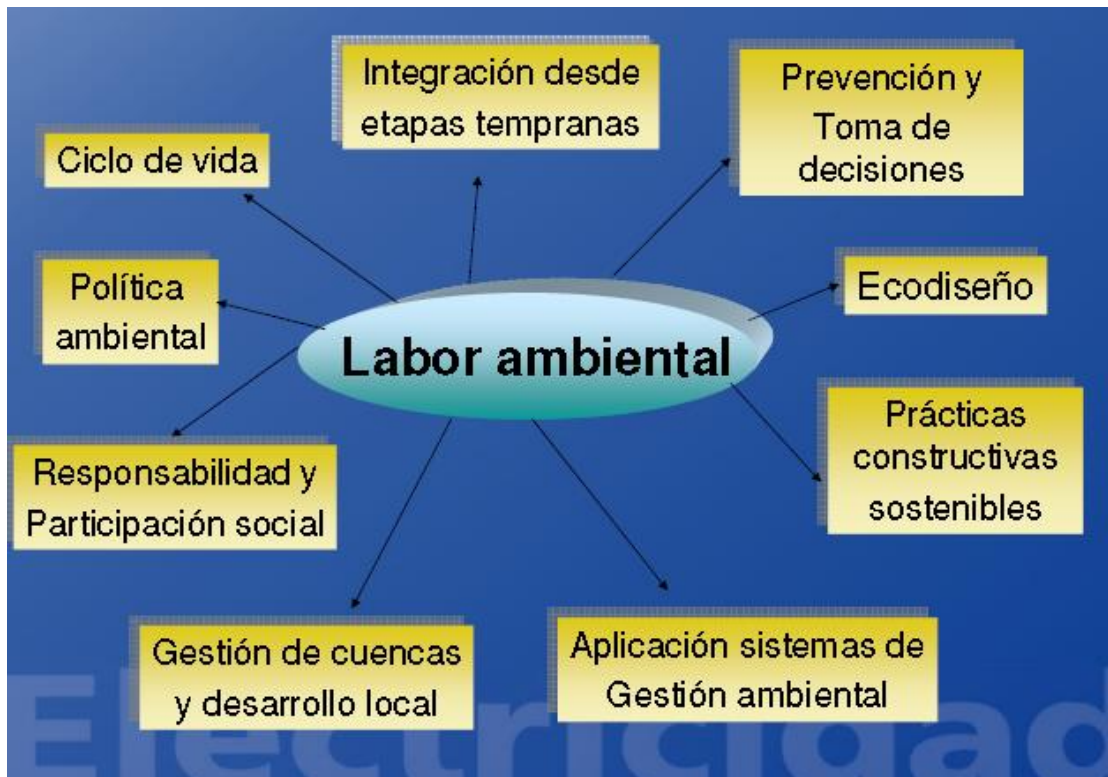 Integración desde
etapas tempranas
Prevención y
Toma de
decisiones
Ciclo de vida
Política
ambiental
Ecodiseño
Labor ambiental
Prácticas
constructivas
sostenibles
Responsabilidad y
Participación social
Gestión de cuencas
y desarrollo local
Aplicación sistemas de
Gestión ambiental
Electricidad